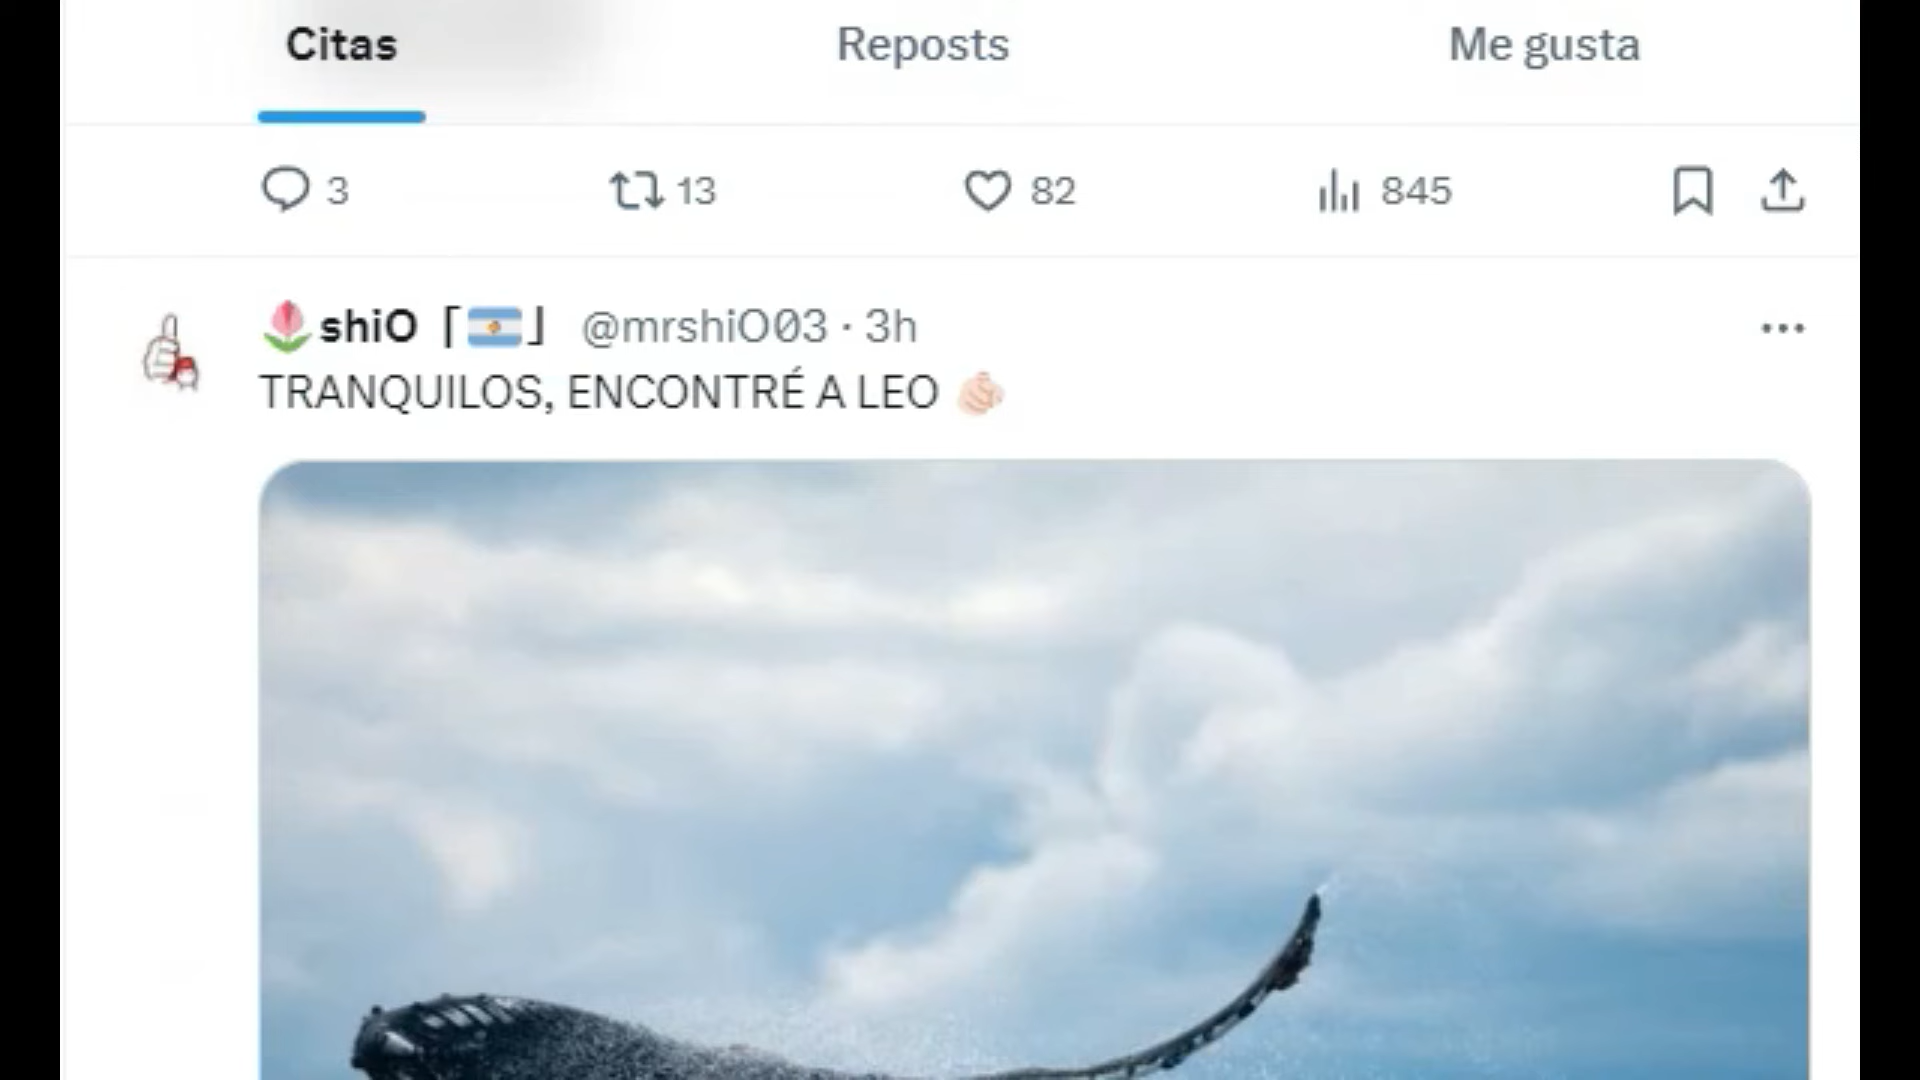 Citas Reposts Me gusta
3 13 82 845
shiO「🇦🇷」 @mrshiO03 · 3h
TRANQUILOS, ENCONTRÉ A LEO